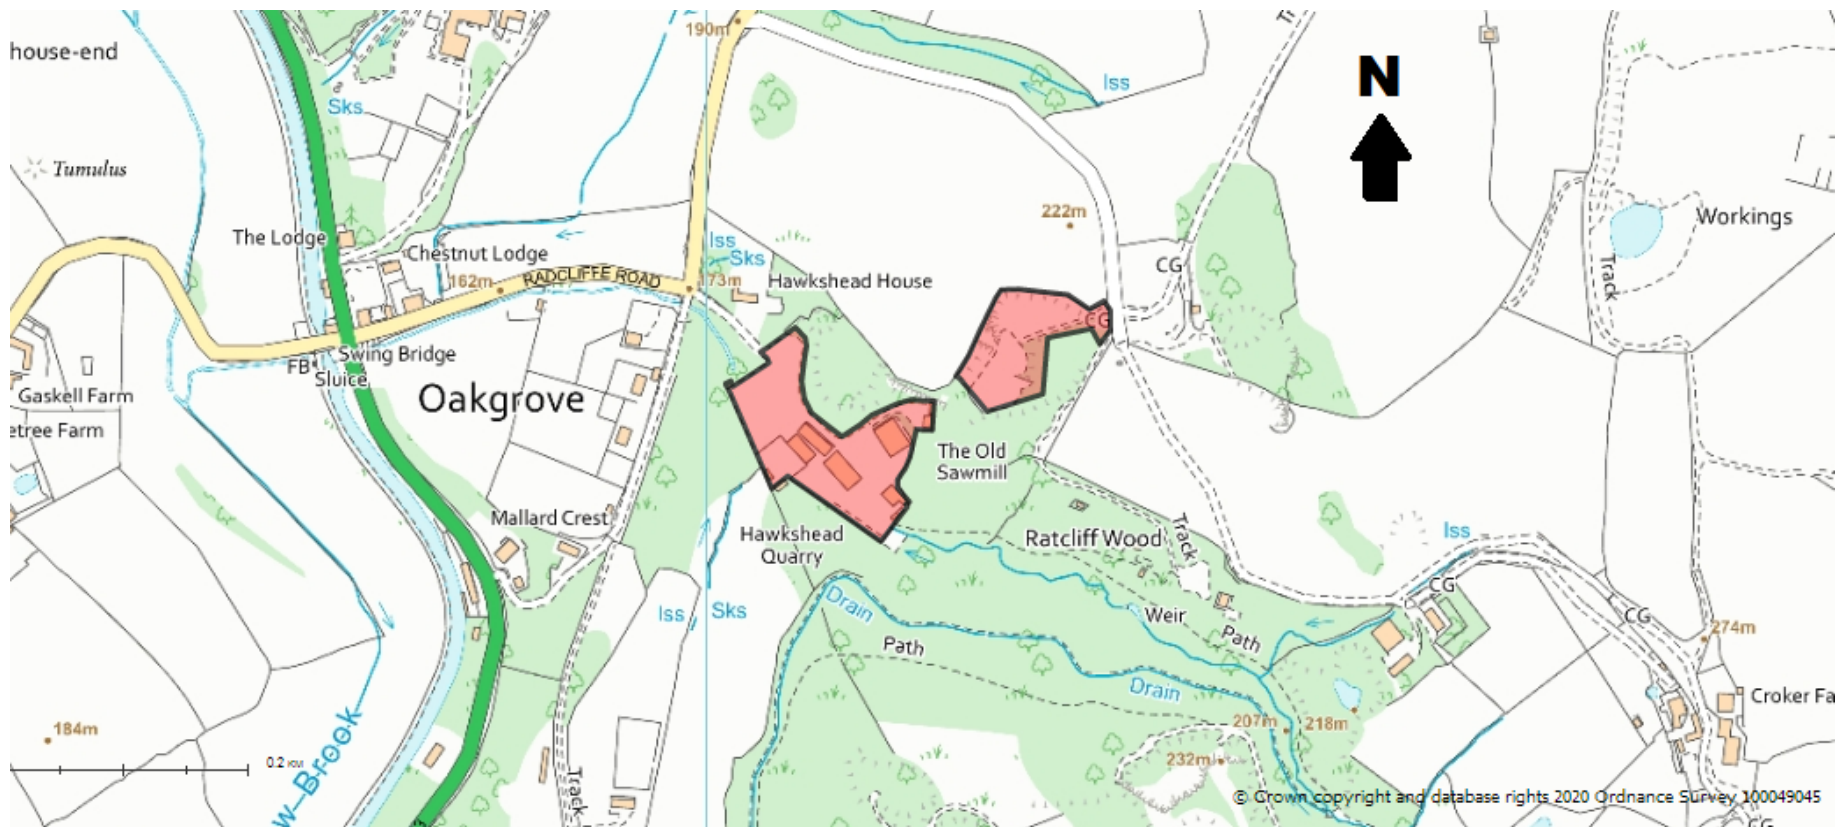 190m
house-end
Iss
Sks
N
Tumulus
222m
Workings
The Lodge
Iss
Sks
Chestnut Lodge
CG
162m
RADCLIFFE ROAD
173m
Hawkshead House
Track
CG
FB
Swing Bridge
Sluice
Gaskell Farm
Oakgrove
etree Farm
The Old
Sawmill
Mallard Crest
Hawkshead
Quarry
Ratcliff Wood
Track
Iss
CG
Iss
Sks
Drain
Weir
CG
Path
Path
274m
Drain
Croker Fa
184m
207m
218m
0.2 KM
232m
w-Brook
Track
© Crown copyright and database rights 2020 Ordnance Survey 100049045
CG